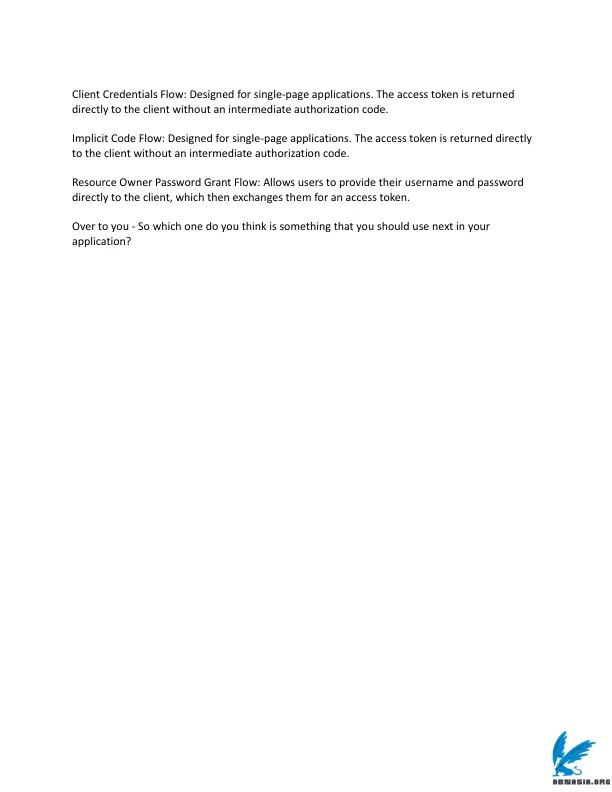 Client Credentials Flow: Designed for single-page applications. The access token is returned
directly to the client without an intermediate authorization code.
Implicit Code Flow: Designed for single-page applications. The access token is returned directly
to the client without an intermediate authorization code.
Resource Owner Password Grant Flow: Allows users to provide their username and password
directly to the client, which then exchanges them for an access token.
Over to you - So which one do you think is something that you should use next in your
application?
ABNASIA.ORG